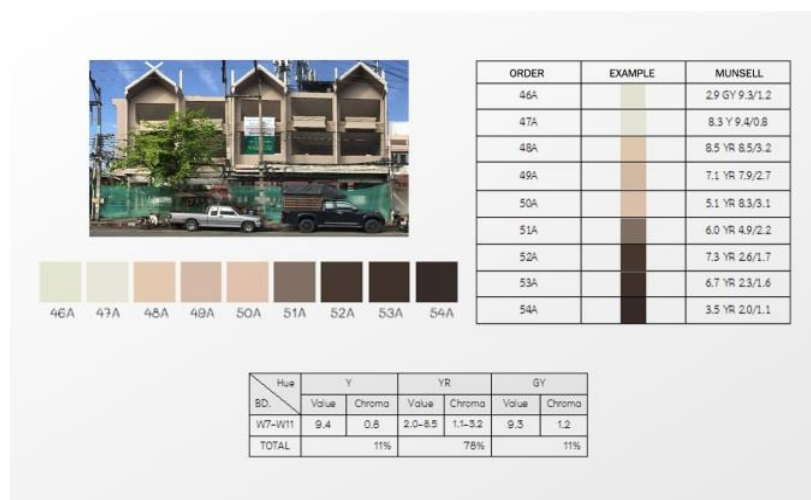 ORDER EXAMPLE MUNSELL
46A 2.9 GY 9.3/1.2
47A 8.3 Y 9.4/0.8
48A 8.5 YR 8.5/3.2
49A 7.1 YR 7.9/2.7
50A 5.1 YR 8.3/3.1
51A 6.0 YR 4.9/2.2
52A 7.3 YR 2.6/1.7
53A 6.7 YR 2.3/1.6
54A 3.5 YR 2.0/1.1
46A 47A 48A 49A 50A 51A 52A 53A 54A
Hue Y YR GY
BD. Value Chroma Value Chroma Value Chroma
W7-W11 9.4 0.8 2.0-8.5 1.1-3.2 9.3 1.2
TOTAL 11% 78% 11%